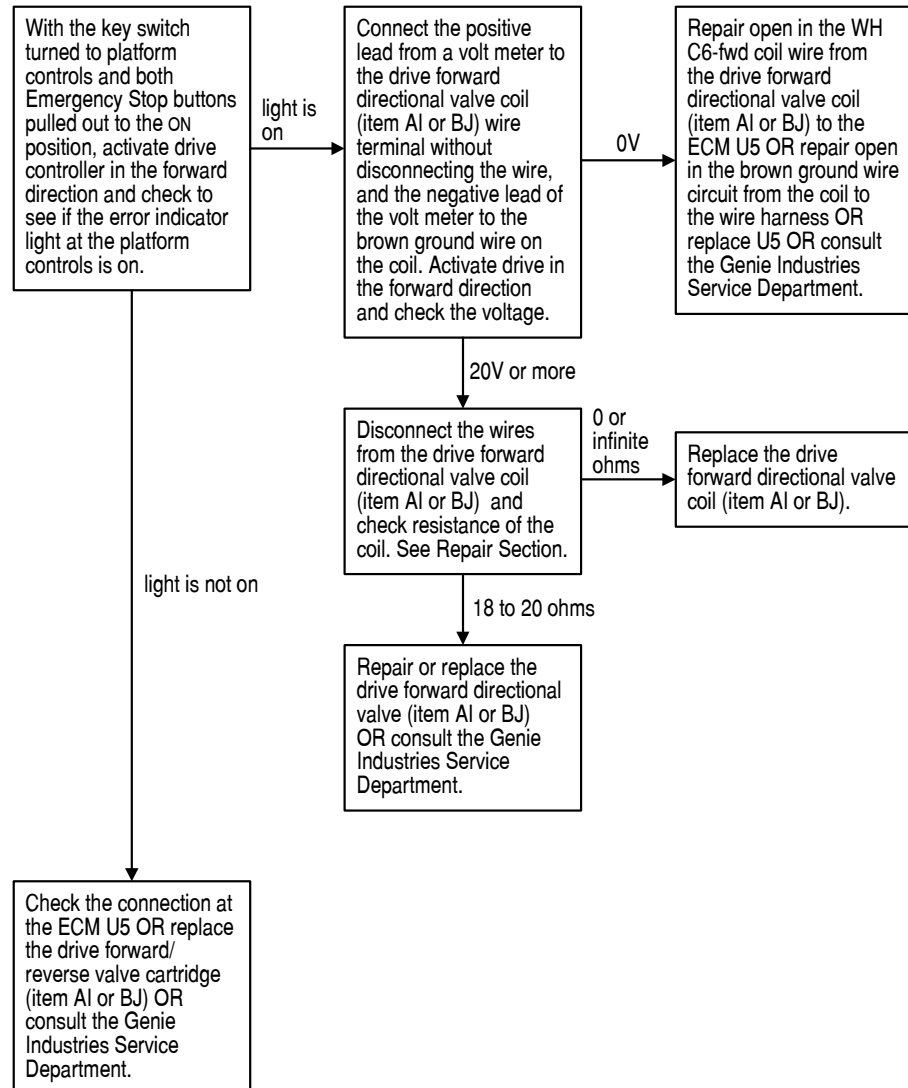 With the key switch
turned to platform
controls and both
Emergency Stop buttons
pulled out to the ON
position, activate drive
controller in the forward
direction and check to
see if the error indicator
light at the platform
controls is on.
light is
on
Connect the positive
lead from a volt meter to
the drive forward
directional valve coil
(item AI or BJ) wire
terminal without
disconnecting the wire,
and the negative lead of
the volt meter to the
brown ground wire on
the coil. Activate drive in
the forward direction
and check the voltage.
0V
Repair open in the WH
C6-fwd coil wire from
the drive forward
directional valve coil
(item AI or BJ) to the
ECM U5 OR repair open
in the brown ground wire
circuit from the coil to
the wire harness OR
replace U5 OR consult
the Genie Industries
Service Department.
20V or more
Disconnect the wires
from the drive forward
directional valve coil
(item AI or BJ) and
check resistance of the
coil. See Repair Section.
0 or
infinite
ohms
Replace the drive
forward directional valve
coil (item AI or BJ).
18 to 20 ohms
Repair or replace the
drive forward directional
valve (item AI or BJ)
OR consult the Genie
Industries Service
Department.
light is not on
Check the connection at
the ECM U5 OR replace
the drive forward/
reverse valve cartridge
(item AI or BJ) OR
consult the Genie
Industries Service
Department.